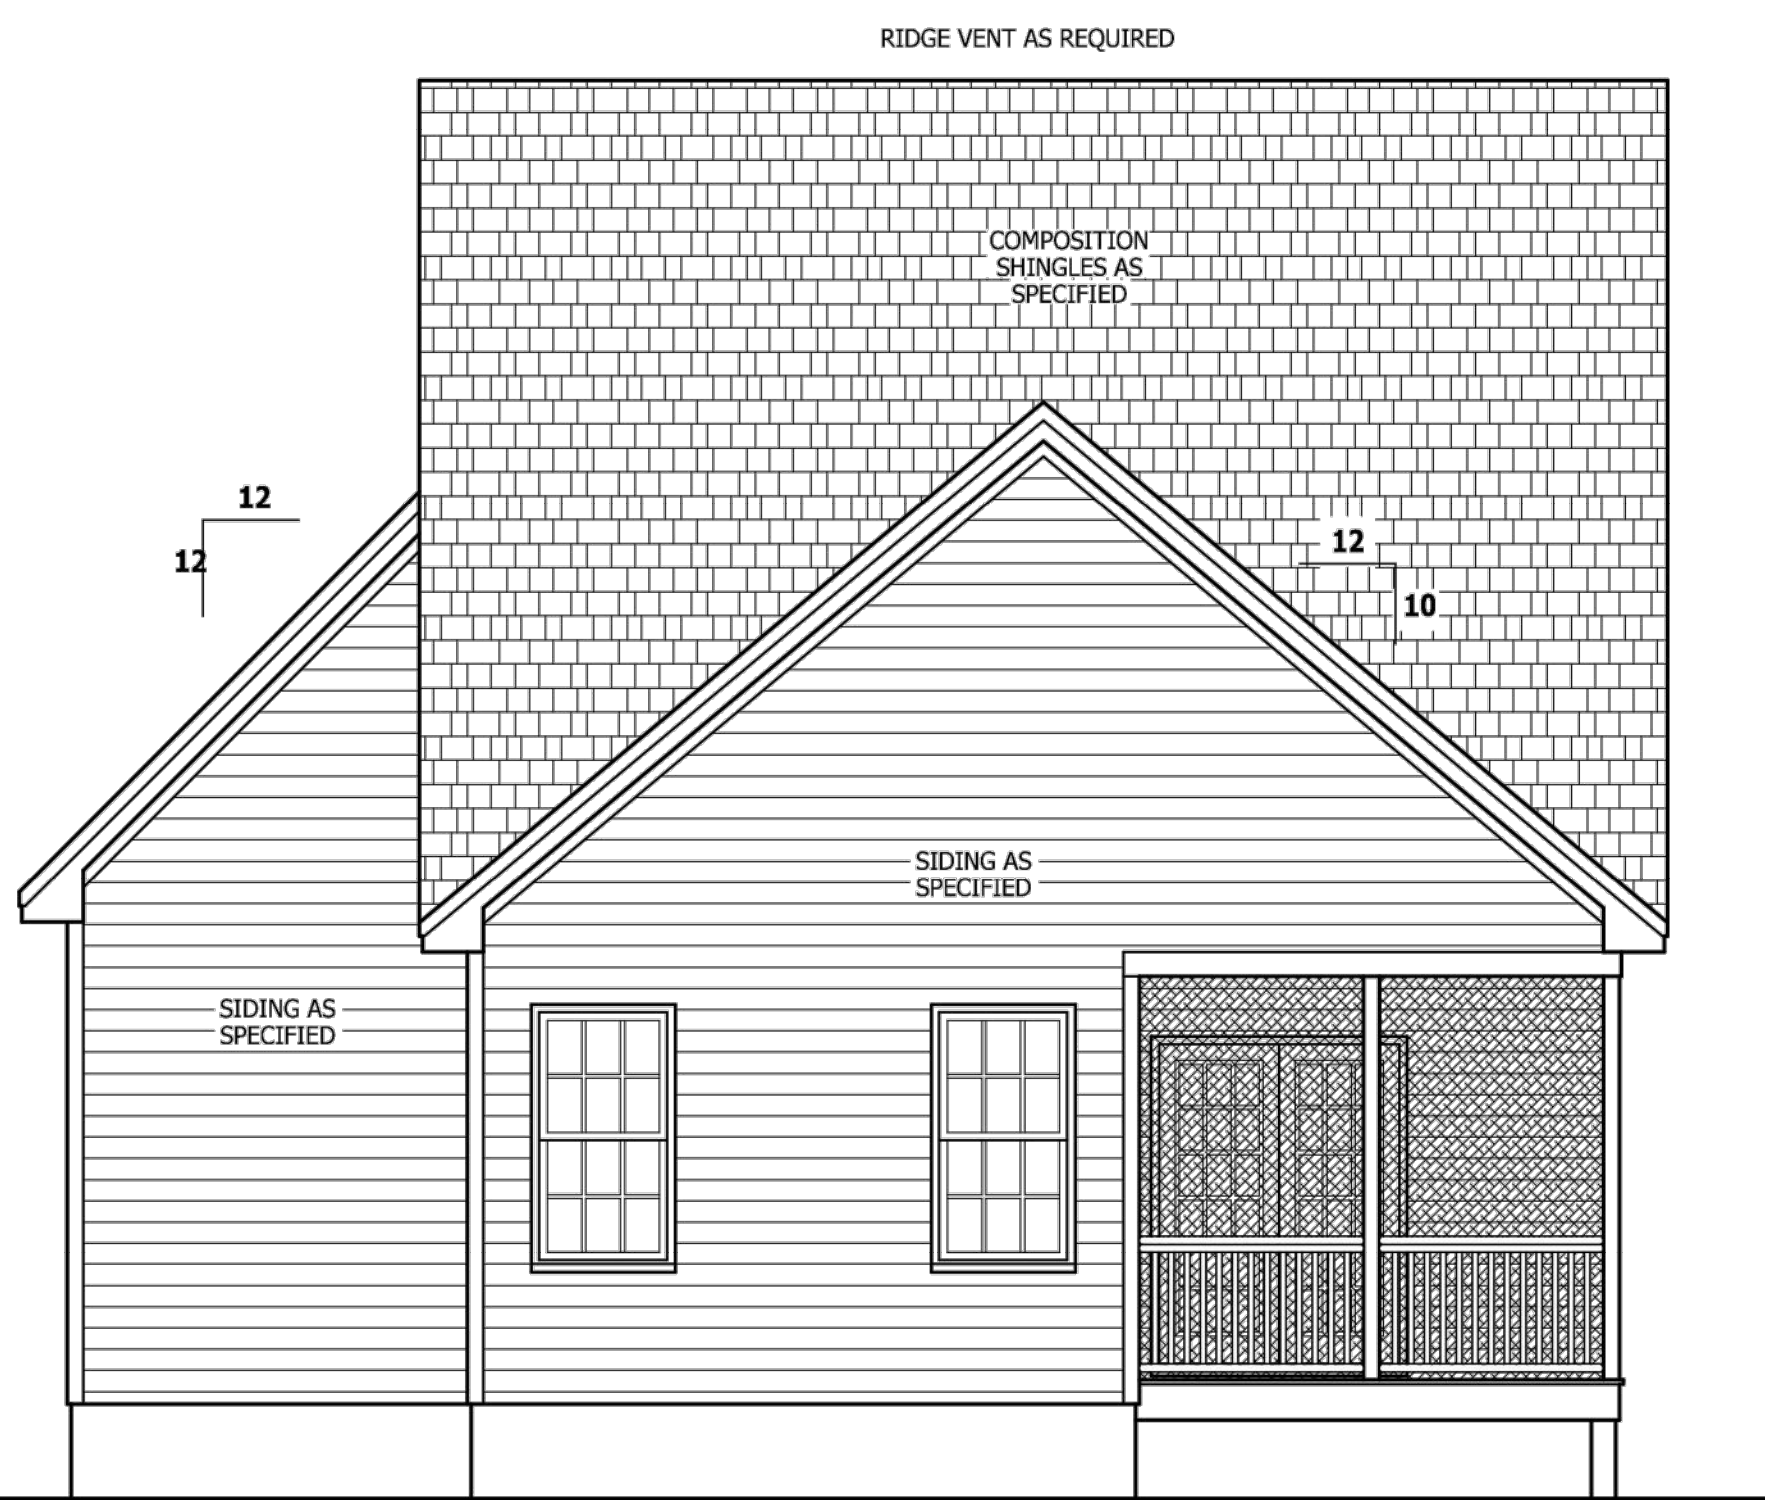 RIDGE VENT AS REQUIRED
COMPOSITION
SHINGLES AS
SPECIFIED
12
12
12
10
SIDING AS
SPECIFIED
SIDING AS
SPECIFIED